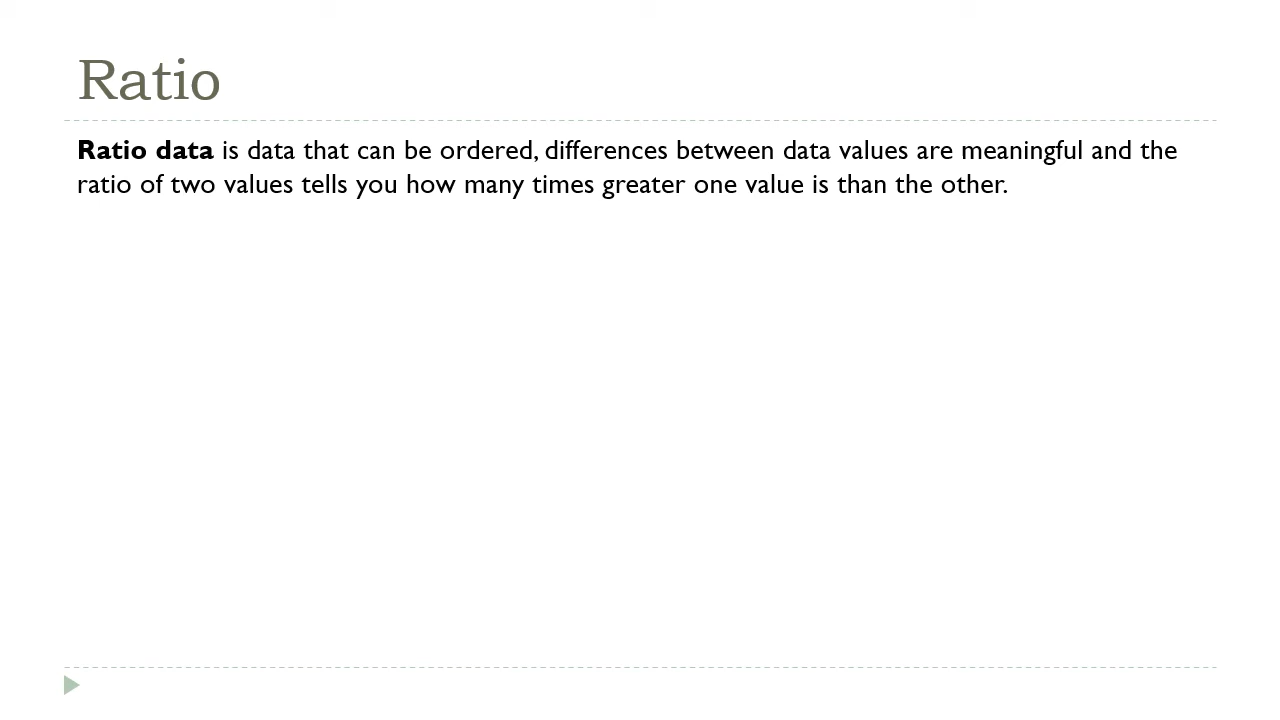 Ratio
Ratio data is data that can be ordered, differences between data values are meaningful and the
ratio of two values tells you how many times greater one value is than the other.